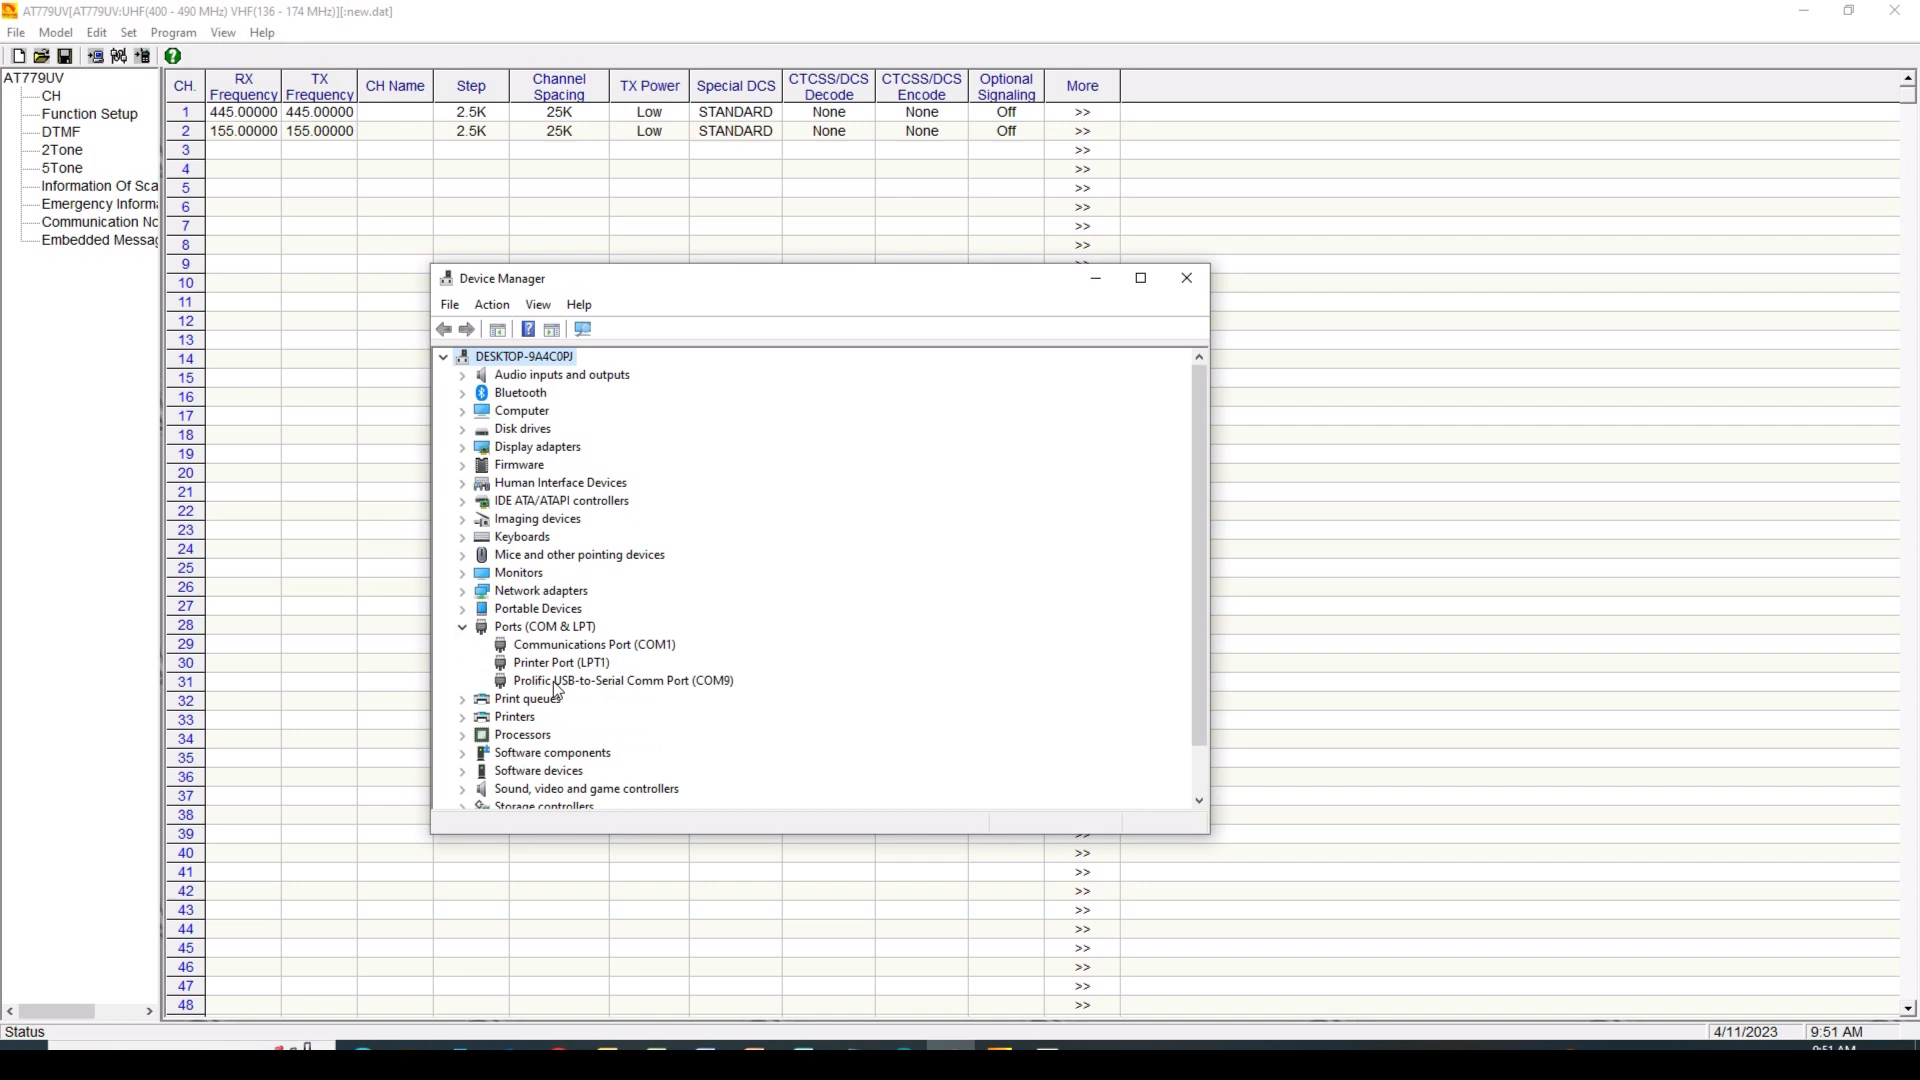 AT779UV[AT779UV:UHF(400 - 490 MHz) VHF(136 - 174 MHz)][:new.dat]
File Model Edit Set Program View Help
AT779UV
CH
Function Setup
DTMF
2Tone
5Tone
Information Of Sca
Emergency Informa
Communication No
Embedded Messag
CH. RX Frequency TX Frequency CH Name Step Channel Spacing TX Power Special DCS CTCSS/DCS Decode CTCSS/DCS Encode Optional Signaling More
1 445.00000 445.00000 2.5K 25K Low STANDARD None None Off >>
2 155.00000 155.00000 2.5K 25K Low STANDARD None None Off >>
3 >>
4 >>
5 >>
6 >>
7 >>
8 >>
9
10
11
12
13
14
15
16
17
18
19
20
21
22
23
24
25
26
27
28
29
30
31
32
33
34
35
36
37
38
39 >>
40 >>
41 >>
42 >>
43 >>
44 >>
45 >>
46 >>
47 >>
48 >>
Device Manager
File Action View Help
DESKTOP-9A4C0PJ
Audio inputs and outputs
Bluetooth
Computer
Disk drives
Display adapters
Firmware
Human Interface Devices
IDE ATA/ATAPI controllers
Imaging devices
Keyboards
Mice and other pointing devices
Monitors
Network adapters
Portable Devices
Ports (COM & LPT)
Communications Port (COM1)
Printer Port (LPT1)
Prolific USB-to-Serial Comm Port (COM9)
Print queues
Printers
Processors
Software components
Software devices
Sound, video and game controllers
Storage controllers
Status 4/11/2023 9:51 AM
9:51 AM